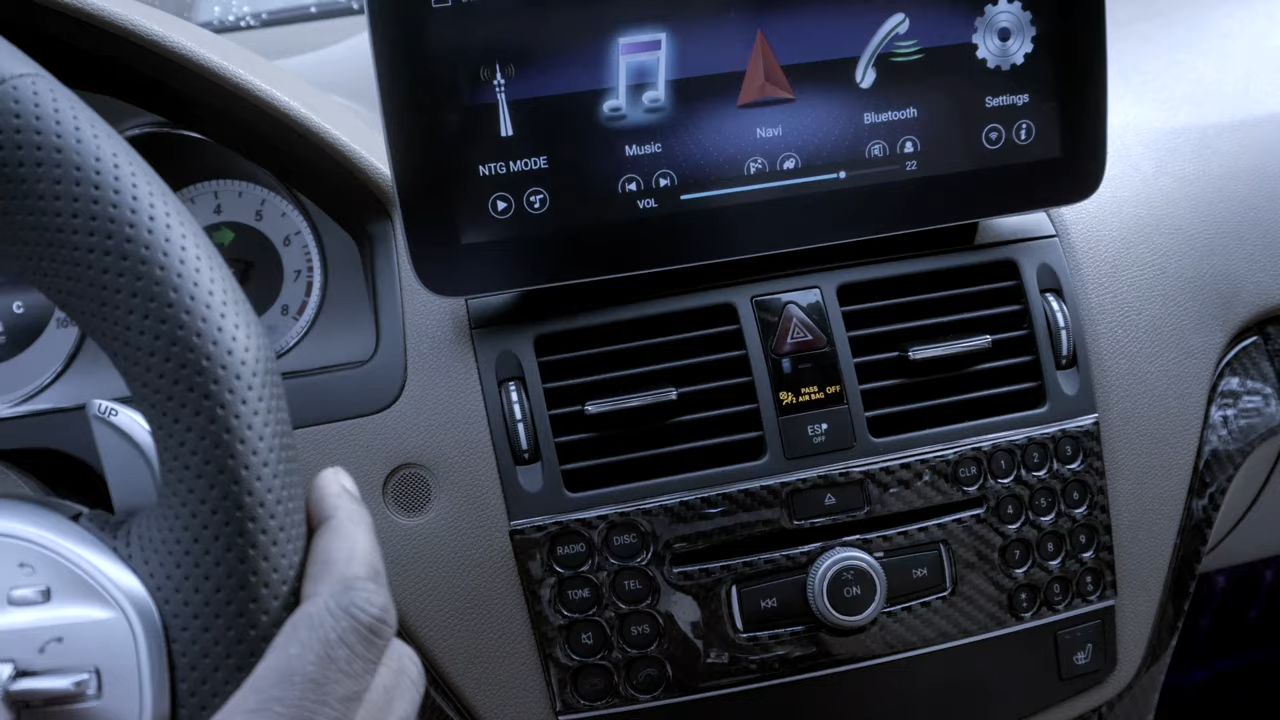 NTG MODE
Music
Navi
Bluetooth
Settings
VOL
22
4
5
6
7
8
C
UP
PASS
2 AIR BAG
OFF
ESP
OFF
RADIO
DISC
TONE
TEL
SYS
ON
CLR
1
2
3
4
5
6
7
8
9
*
0